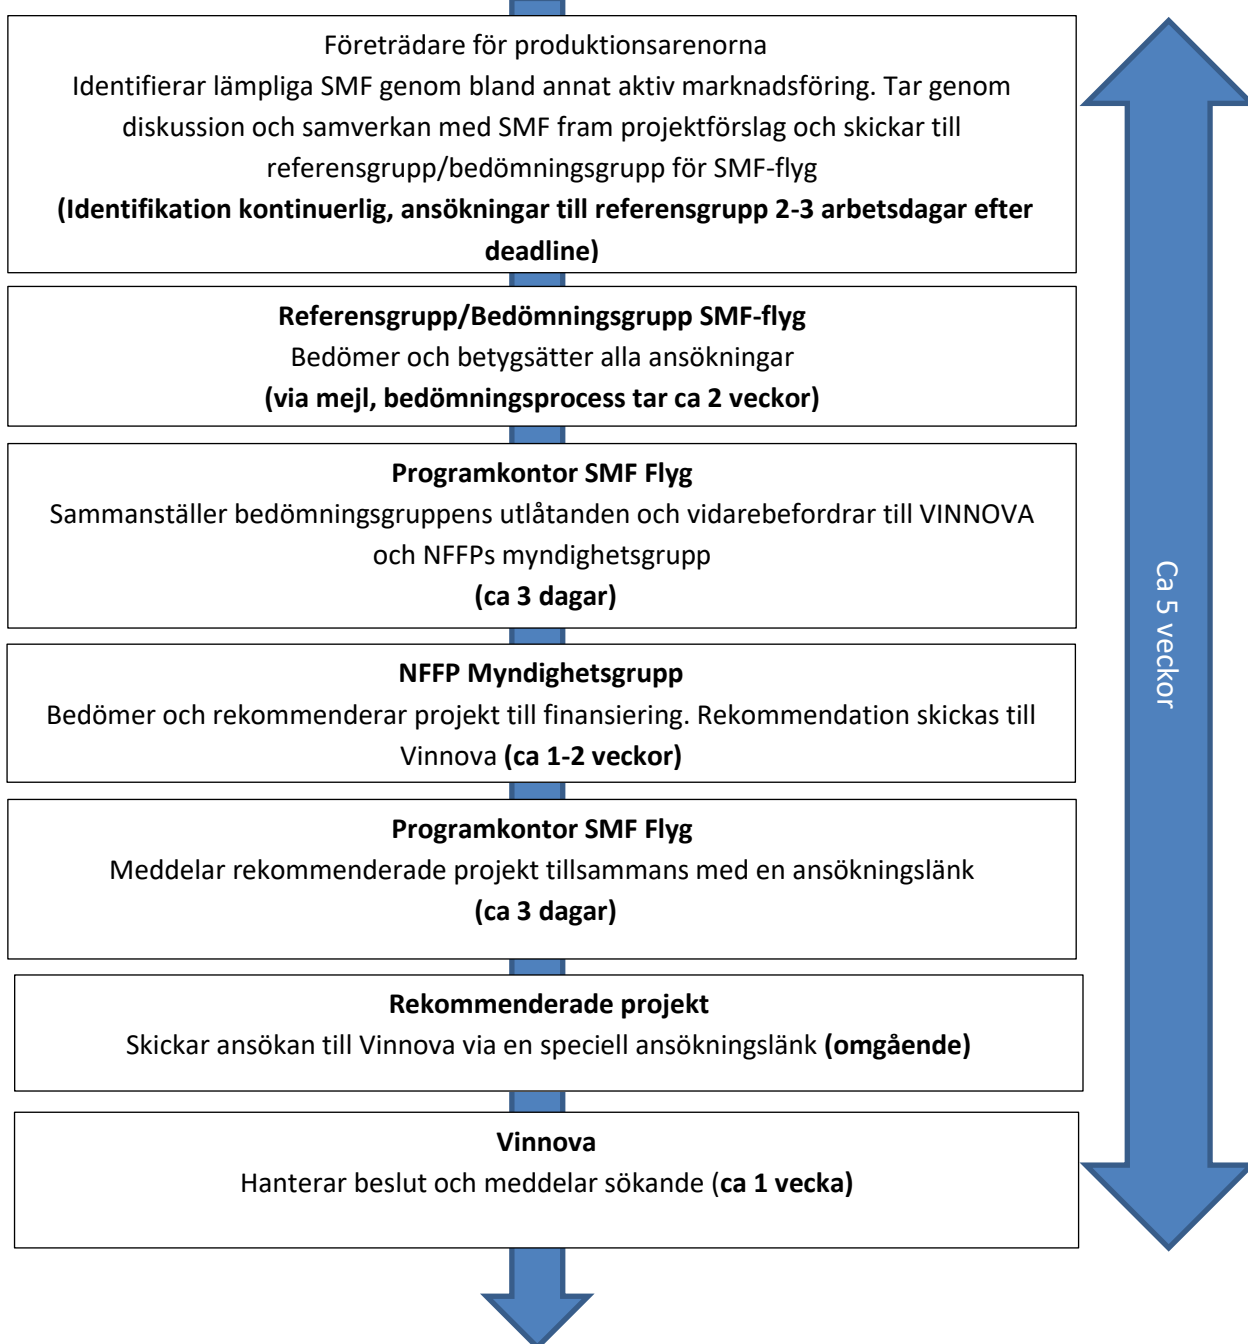 Företrädare för produktionsarenorna
Identifierar lämpliga SMF genom bland annat aktiv marknadsföring. Tar genom
diskussion och samverkan med SMF fram projektförslag och skickar till
referensgrupp/bedömningsgrupp för SMF-flyg
(Identifikation kontinuerlig, ansökningar till referensgrupp 2-3 arbetsdagar efter
deadline)
Referensgrupp/Bedömningsgrupp SMF-flyg
Bedömer och betygsätter alla ansökningar
(via mejl, bedömningsprocess tar ca 2 veckor)
Programkontor SMF Flyg
Sammanställer bedömningsgruppens utlåtanden och vidarebefordrar till VINNOVA
och NFFPs myndighetsgrupp
(ca 3 dagar)
NFFP Myndighetsgrupp
Bedömer och rekommenderar projekt till finansiering. Rekommendation skickas till
Vinnova (ca 1-2 veckor)
Programkontor SMF Flyg
Meddelar rekommenderade projekt tillsammans med en ansökningslänk
(ca 3 dagar)
Rekommenderade projekt
Skickar ansökan till Vinnova via en speciell ansökningslänk (omgående)
Vinnova
Hanterar beslut och meddelar sökande (ca 1 vecka)
Ca 5 veckor